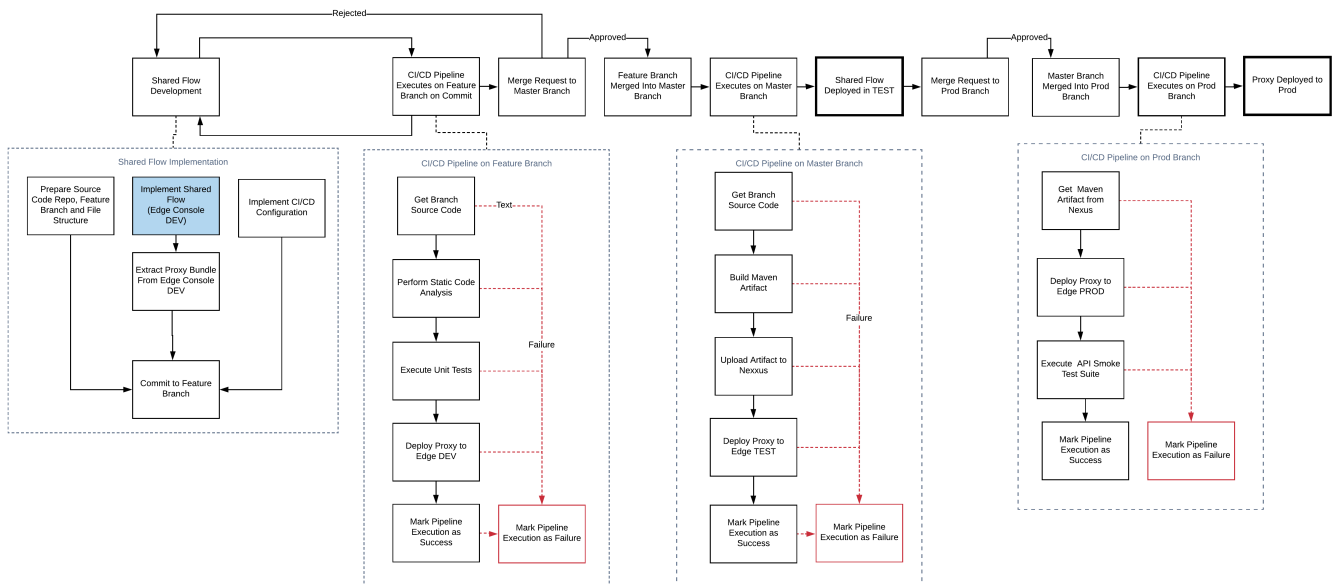 Rejected
Approved
Approved
Shared Flow
Development
CI/CD Pipeline
Executes on Feature
Branch on Commit
Merge Request to
Master Branch
Feature Branch
Merged Into Master
Branch
CI/CD Pipeline
Executes on Master
Branch
Shared Flow
Deployed in TEST
Merge Request to
Prod Branch
Master Branch
Merged Into Prod
Branch
CI/CD Pipeline
Executes on Prod
Branch
Proxy Deployed to
Prod
Shared Flow Implementation
Prepare Source
Code Repo, Feature
Branch and File
Structure
Implement Shared
Flow
(Edge Console
DEV)
Implement CI/CD
Configuration
Extract Proxy Bundle
From Edge Console
DEV
Commit to Feature
Branch
CI/CD Pipeline on Feature Branch
Get Branch
Source Code
Text
Perform Static Code
Analysis
Failure
Execute Unit Tests
Deploy Proxy to
Edge DEV
Mark Pipeline
Execution as
Success
Mark Pipeline
Execution as Failure
CI/CD Pipeline on Master Branch
Get Branch
Source Code
Build Maven
Artifact
Failure
Upload Artifact to
Nexxus
Deploy Proxy to
Edge TEST
Mark Pipeline
Execution as
Success
Mark Pipeline
Execution as Failure
CI/CD Pipeline on Prod Branch
Get Maven
Artifact from
Nexus
Deploy Proxy to
Edge PROD
Execute API Smoke
Test Suite
Mark Pipeline
Execution as
Success
Mark Pipeline
Execution as Failure